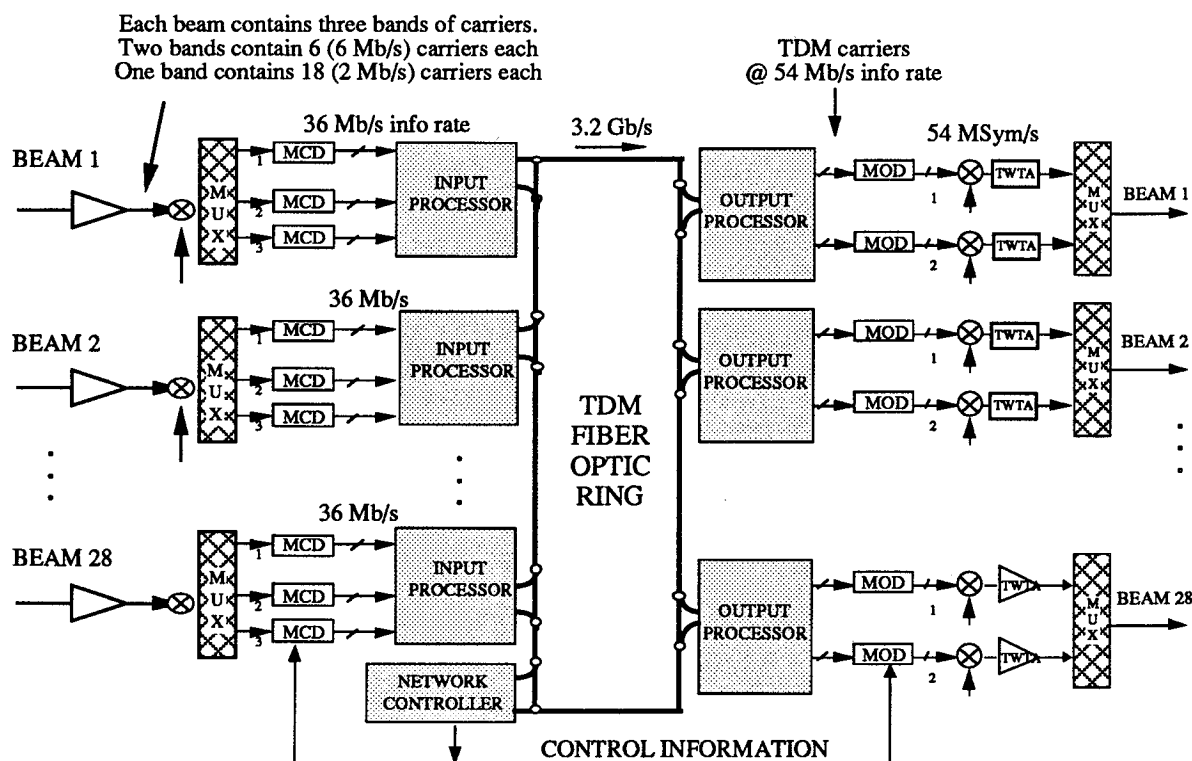 Each beam contains three bands of carriers.
Two bands contain 6 (6 Mb/s) carriers each
One band contains 18 (2 Mb/s) carriers each
TDM carriers
@ 54 Mb/s info rate
36 Mb/s info rate
3.2 Gb/s
54 MSym/s
BEAM 1
MUX
1
MCD
2
MCD
3
MCD
INPUT
PROCESSOR
OUTPUT
PROCESSOR
MOD
1
TWTA
MOD
2
TWTA
MUX
BEAM 1
36 Mb/s
BEAM 2
MUX
1
MCD
2
MCD
3
MCD
INPUT
PROCESSOR
OUTPUT
PROCESSOR
MOD
1
TWTA
MOD
2
TWTA
MUX
BEAM 2
TDM
FIBER
OPTIC
RING
36 Mb/s
BEAM 28
MUX
1
MCD
2
MCD
3
MCD
INPUT
PROCESSOR
OUTPUT
PROCESSOR
MOD
1
TWTA
MOD
2
TWTA
MUX
BEAM 28
NETWORK
CONTROLLER
CONTROL INFORMATION